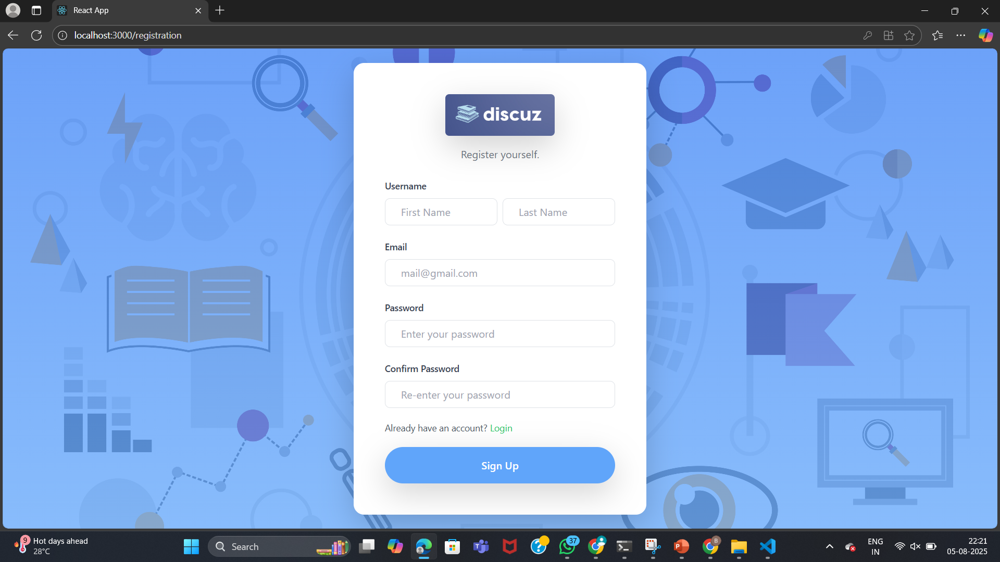 React App
localhost:3000/registration
discuz
Register yourself.
Username
First Name
Last Name
Email
mail@gmail.com
Password
Enter your password
Confirm Password
Re-enter your password
Already have an account? Login
Sign Up
9
Hot days ahead
28°C
Search
T
37
P
B
ENG
IN
22:21
05-08-2025